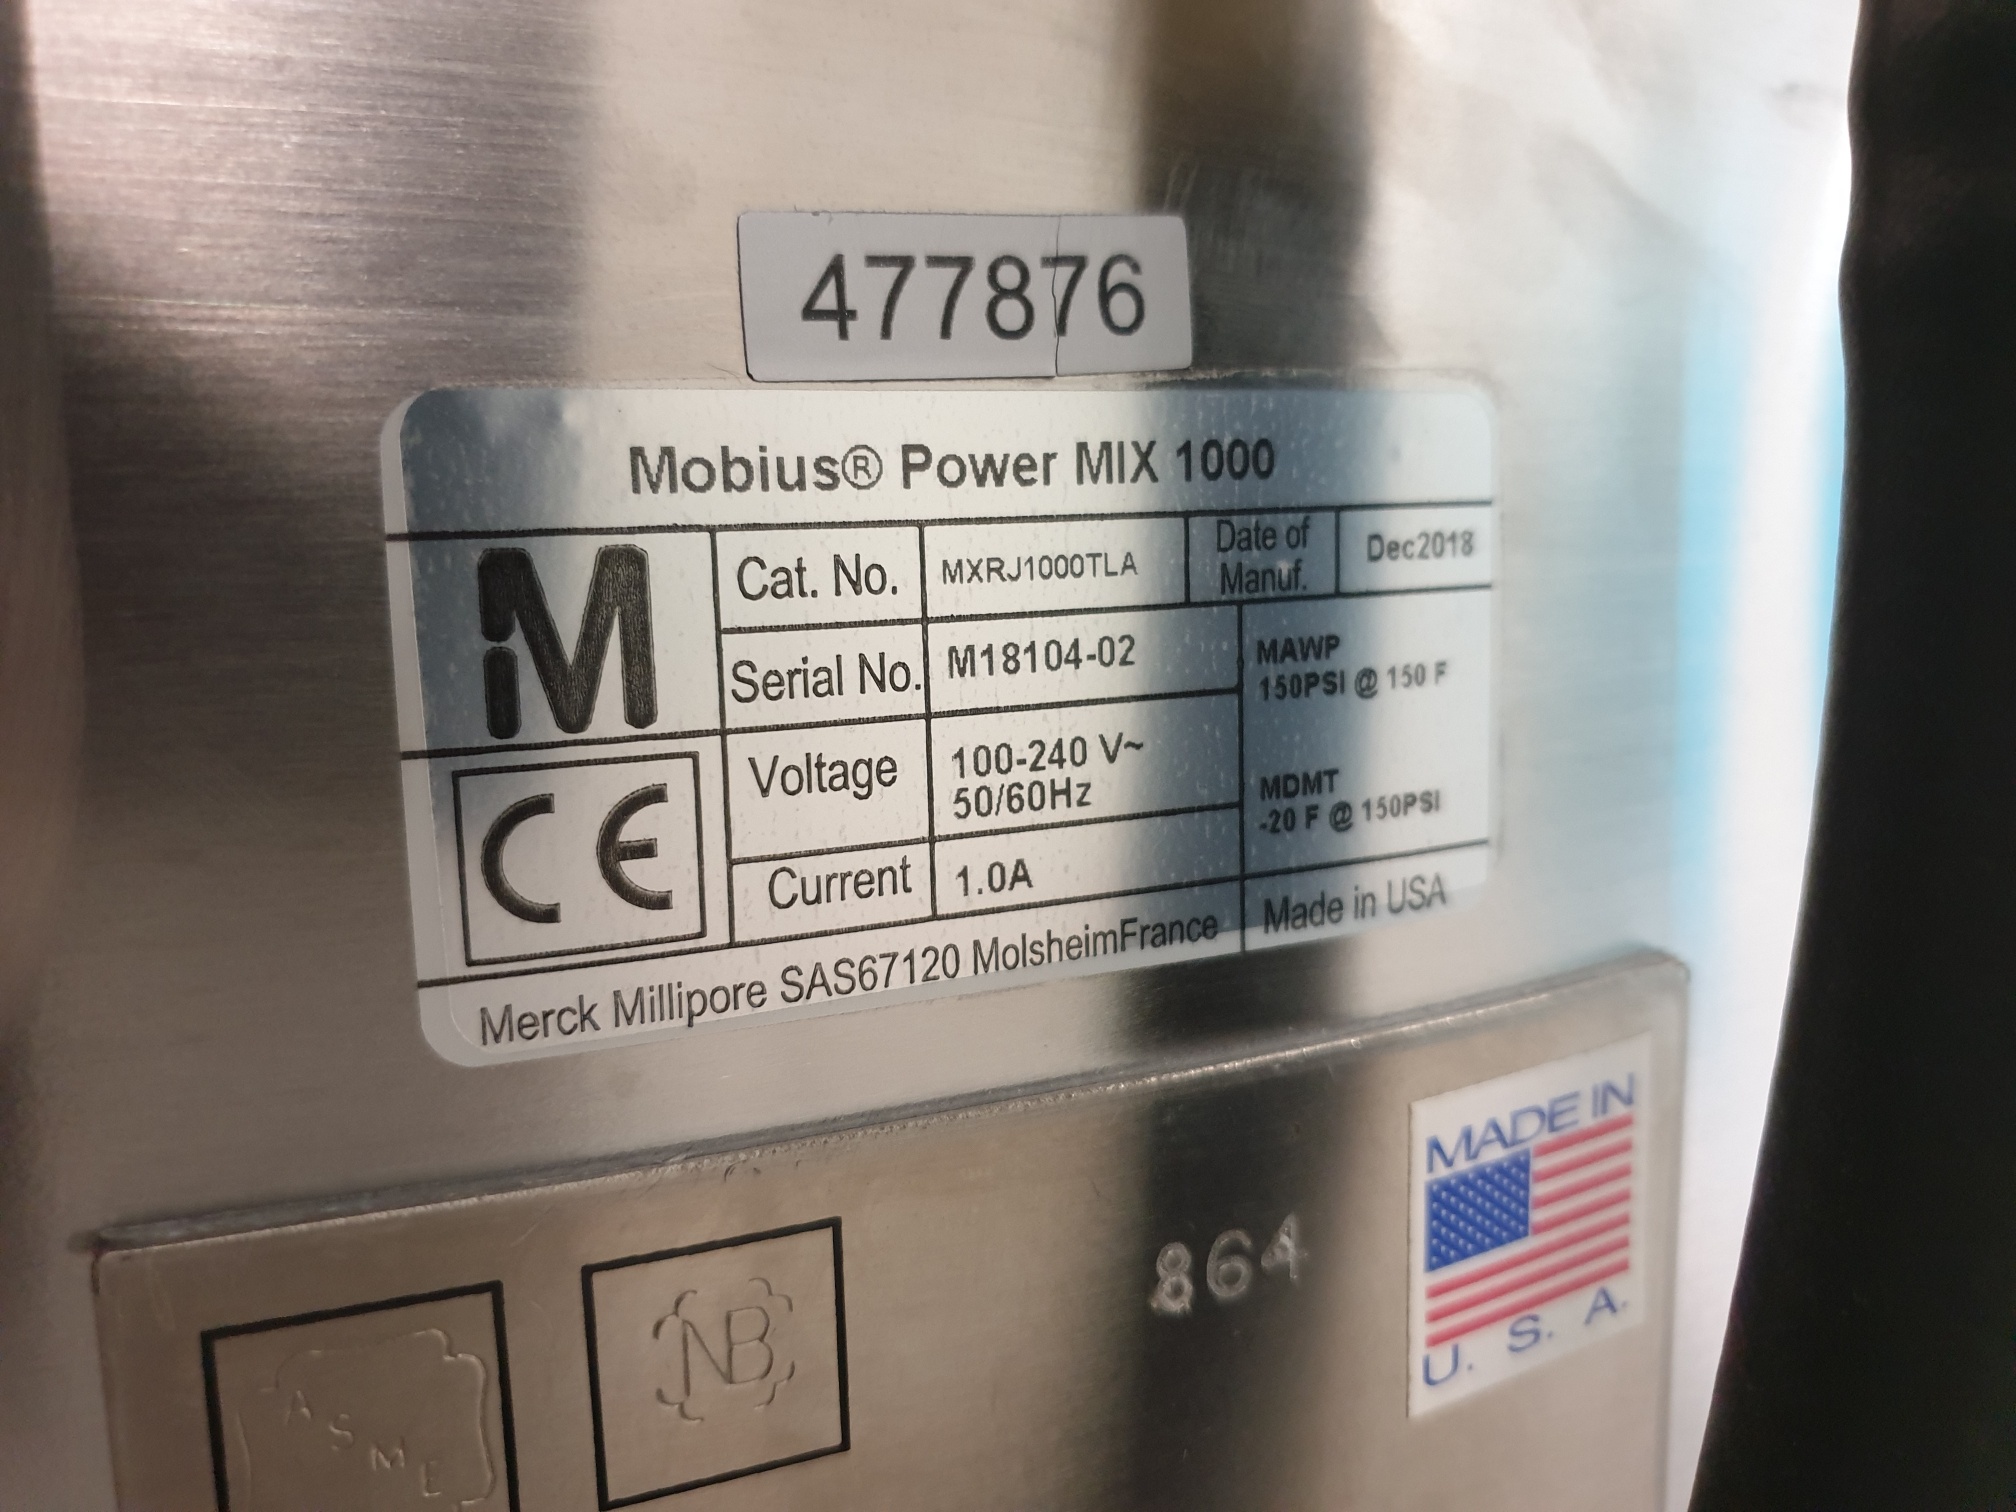 477876
Mobius® Power MIX 1000
M
Cat. No. MXRJ1000TLA
Date of
Manuf.
Dec2018
Serial No. M18104-02
MAWP
150PSI @ 150 F
Voltage
100-240 V~
50/60Hz
MDMT
-20 F @ 150PSI
CE
Current 1.0A
Merck Millipore SAS67120 MolsheimFrance
Made in USA
MADE IN
U. S. A.
864
NB
ASME